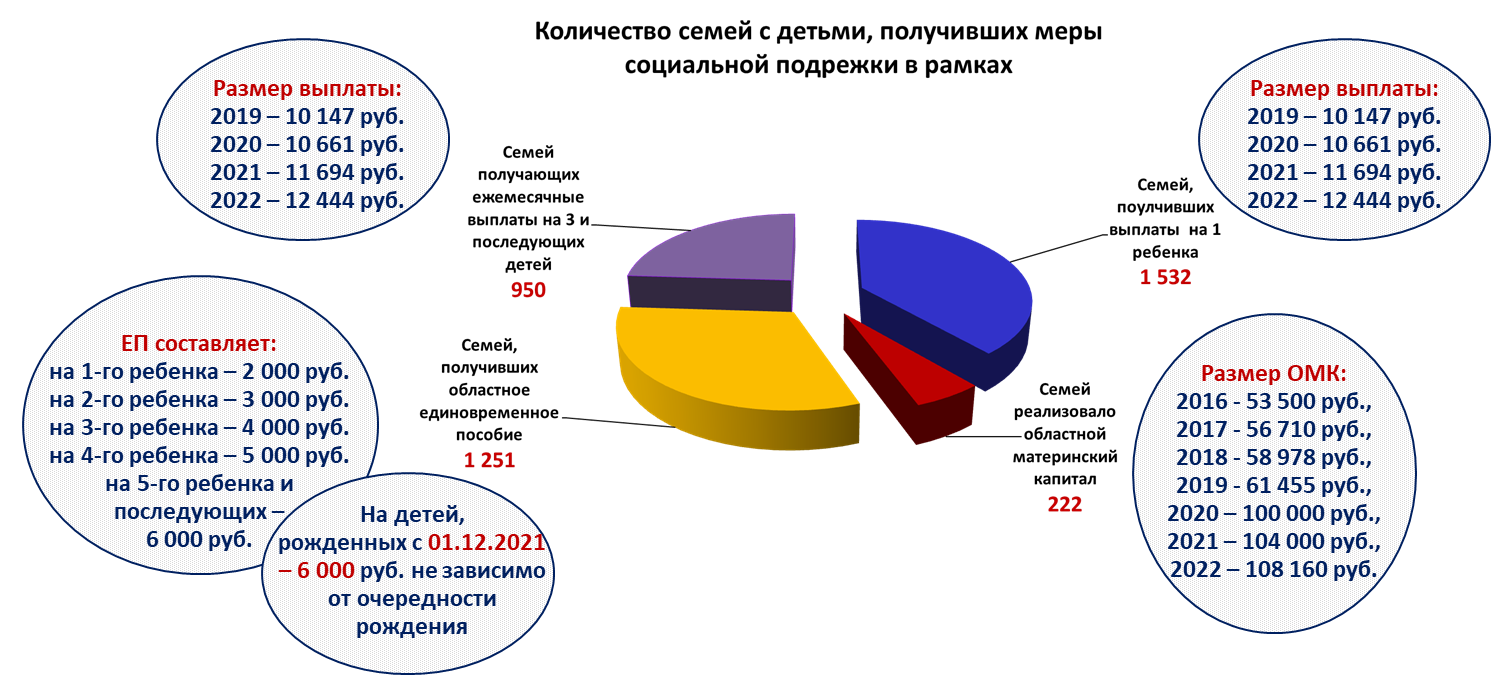 Количество семей с детьми, получивших меры
социальной подрежки в рамках
Размер выплаты:
2019 – 10 147 руб.
2020 – 10 661 руб.
2021 – 11 694 руб.
2022 – 12 444 руб.
Семей
получающих
ежемесячные
выплаты на 3 и
последующих
детей
950
Семей,
поулчивших
выплаты на 1
ребенка
1 532
Размер выплаты:
2019 – 10 147 руб.
2020 – 10 661 руб.
2021 – 11 694 руб.
2022 – 12 444 руб.
ЕП составляет:
на 1-го ребенка – 2 000 руб.
на 2-го ребенка – 3 000 руб.
на 3-го ребенка – 4 000 руб.
на 4-го ребенка – 5 000 руб.
на 5-го ребенка и
последующих –
6 000 руб.
На детей,
рожденных с 01.12.2021
– 6 000 руб. не зависимо
от очередности
рождения
Семей,
получивших
областное
единовременное
пособие
1 251
Семей
реализовало
областной
материнский
капитал
222
Размер ОМК:
2016 - 53 500 руб.,
2017 - 56 710 руб.,
2018 - 58 978 руб.,
2019 - 61 455 руб.,
2020 – 100 000 руб.,
2021 – 104 000 руб.,
2022 – 108 160 руб.